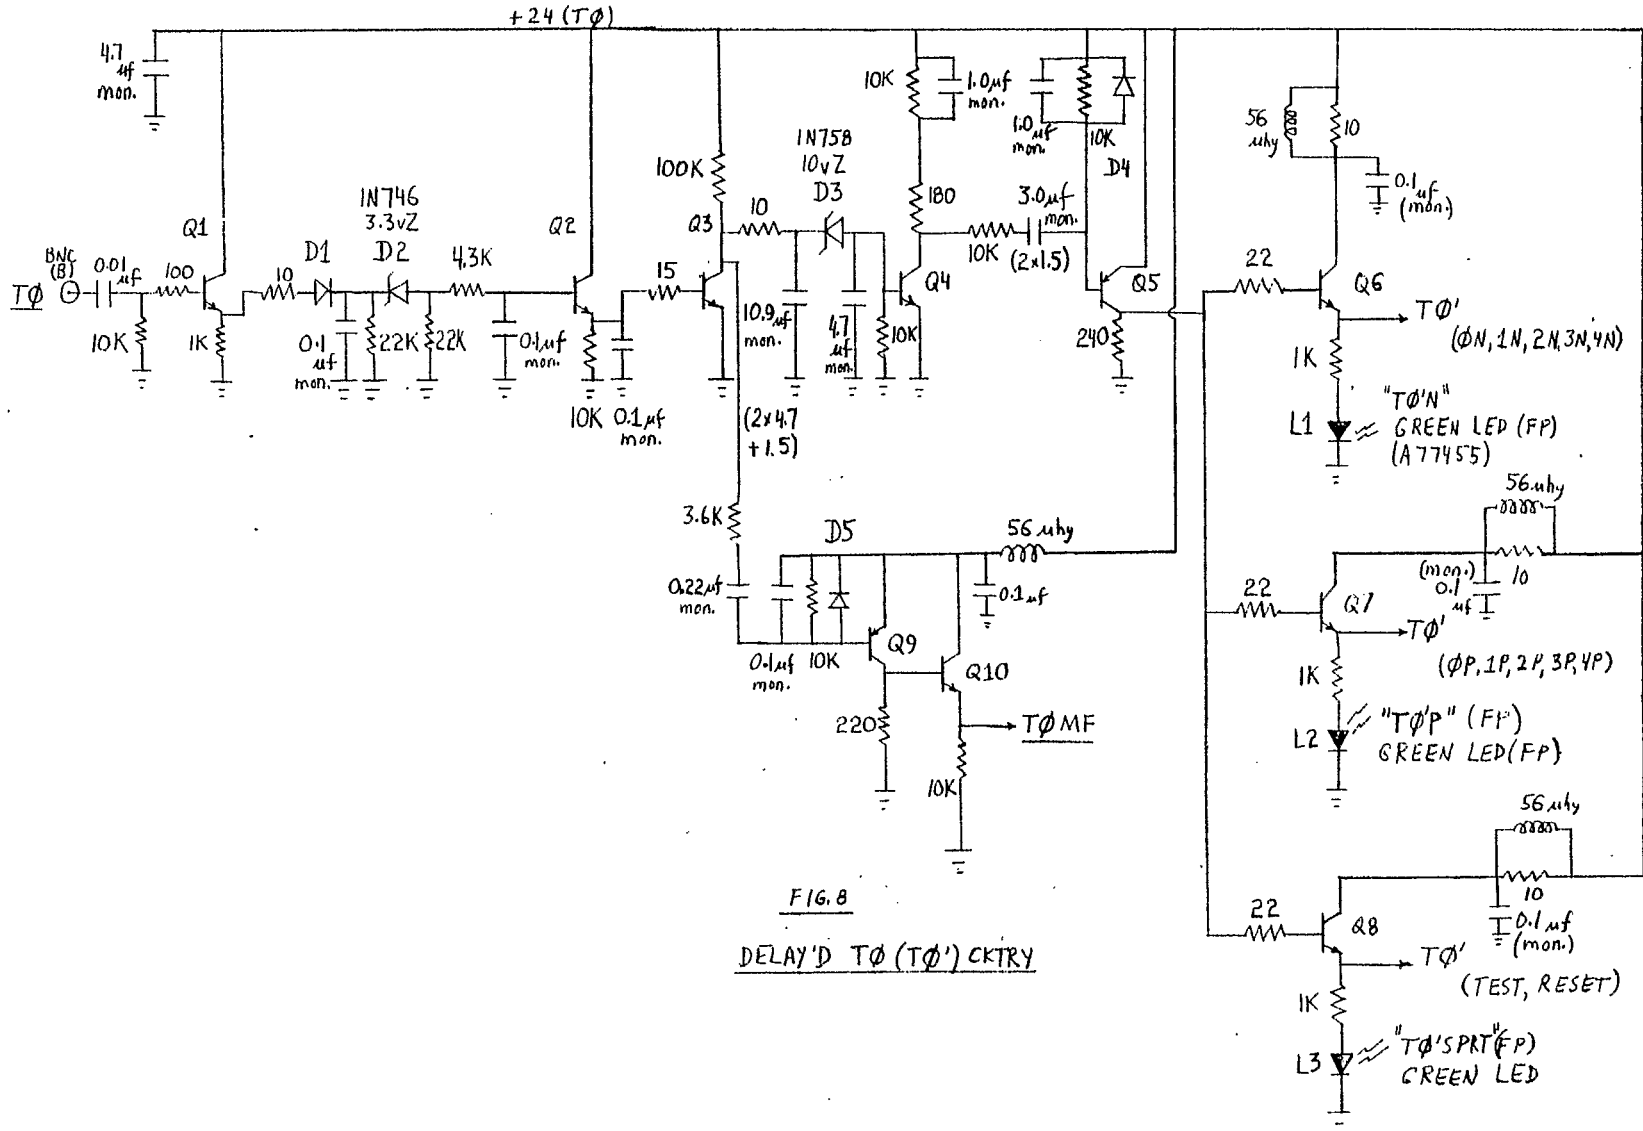 +24 (TØ)
4.7
µf
mon.
BNC
(B)
TØ
0.01
µf
10K
100
Q1
1K
10
D1
0.1
µf
mon.
1N746
3.3vZ
D2
22K
22K
4.3K
0.1µf
mon.
Q2
10K
0.1µf
mon.
15
Q3
100K
10
10.9µf
mon.
(2x4.7
+1.5)
1N758
10vZ
D3
4.7
µf
mon.
10K
Q4
10K
1.0µf
mon.
180
10K
3.0µf
mon.
(2x1.5)
1.0µf
mon.
10K
D4
Q5
240
3.6K
0.22µf
mon.
0.1µf
mon.
10K
D5
56 µhy
0.1µf
Q9
220
Q10
TØMF
10K
56
µhy
10
0.1
µf
(mon.)
22
Q6
TØ'
(ØN, 1N, 2N, 3N, 4N)
1K
L1
"TØ'N"
GREEN LED (FP)
(A77455)
56µhy
10
(mon.)
0.1
µf
22
Q7
TØ'
(ØP, 1P, 2P, 3P, 4P)
1K
L2
"TØ'P" (FP)
GREEN LED (FP)
56µhy
10
0.1µf
(mon.)
22
Q8
TØ'
(TEST, RESET)
1K
L3
"TØ'SPRT"(FP)
GREEN LED
FIG. 8
DELAY'D TØ (TØ') CKTRY